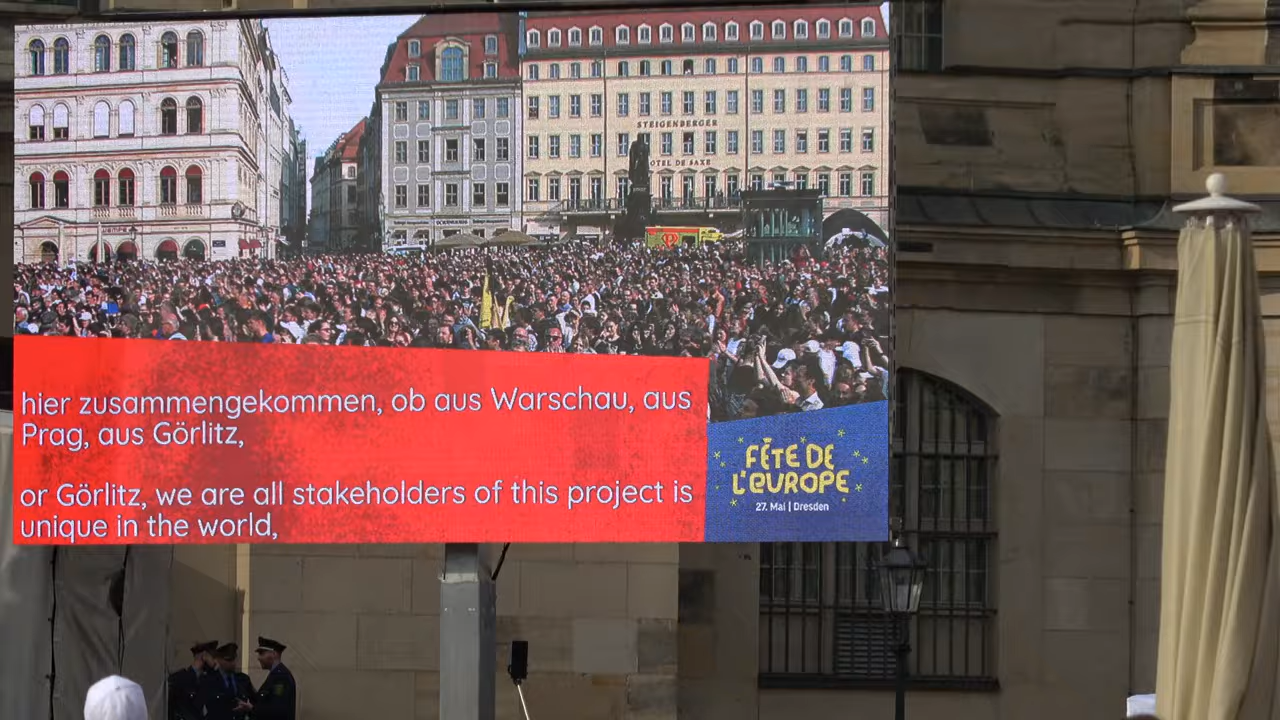 STEIGENBERGER
HOTEL DE SAXE
hier zusammengekommen, ob aus Warschau, aus
Prag, aus Görlitz,
or Görlitz, we are all stakeholders of this project is
unique in the world,
FÊTE DE
L'EUROPE
27. Mai | Dresden